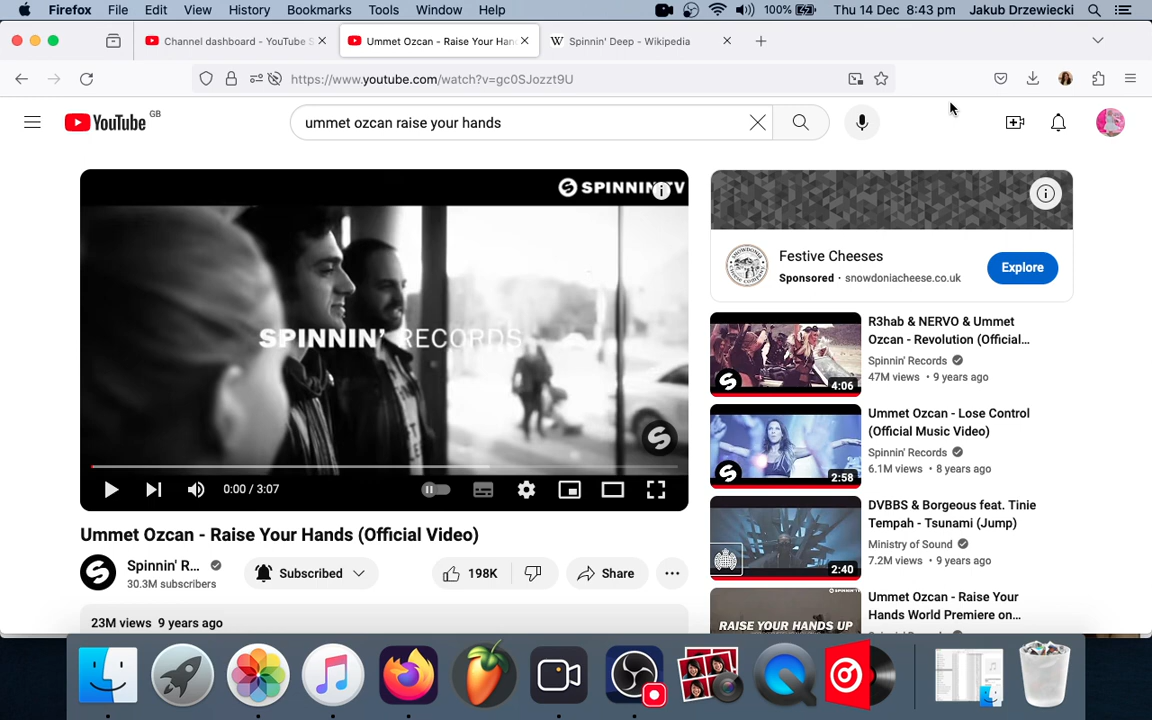 Firefox File Edit View History Bookmarks Tools Window Help 100% Thu 14 Dec 8:43 pm Jakub Drzewiecki
Channel dashboard - YouTube S
Ummet Ozcan - Raise Your Han
W Spinnin' Deep - Wikipedia
https://www.youtube.com/watch?v=gc0SJozzt9U
YouTube GB
ummet ozcan raise your hands
SPINNIN' TV
SPINNIN' RECORDS
0:00 / 3:07
Ummet Ozcan - Raise Your Hands (Official Video)
Spinnin' R...
30.3M subscribers
Subscribed
198K
Share
23M views 9 years ago
Festive Cheeses
Sponsored · snowdoniacheese.co.uk
Explore
R3hab & NERVO & Ummet
Ozcan - Revolution (Official...
Spinnin' Records
47M views • 9 years ago
4:06
Ummet Ozcan - Lose Control
(Official Music Video)
Spinnin' Records
6.1M views • 8 years ago
2:58
DVBBS & Borgeous feat. Tinie
Tempah - Tsunami (Jump)
Ministry of Sound
7.2M views • 9 years ago
2:40
Ummet Ozcan - Raise Your
Hands World Premiere on...
RAISE YOUR HANDS UP